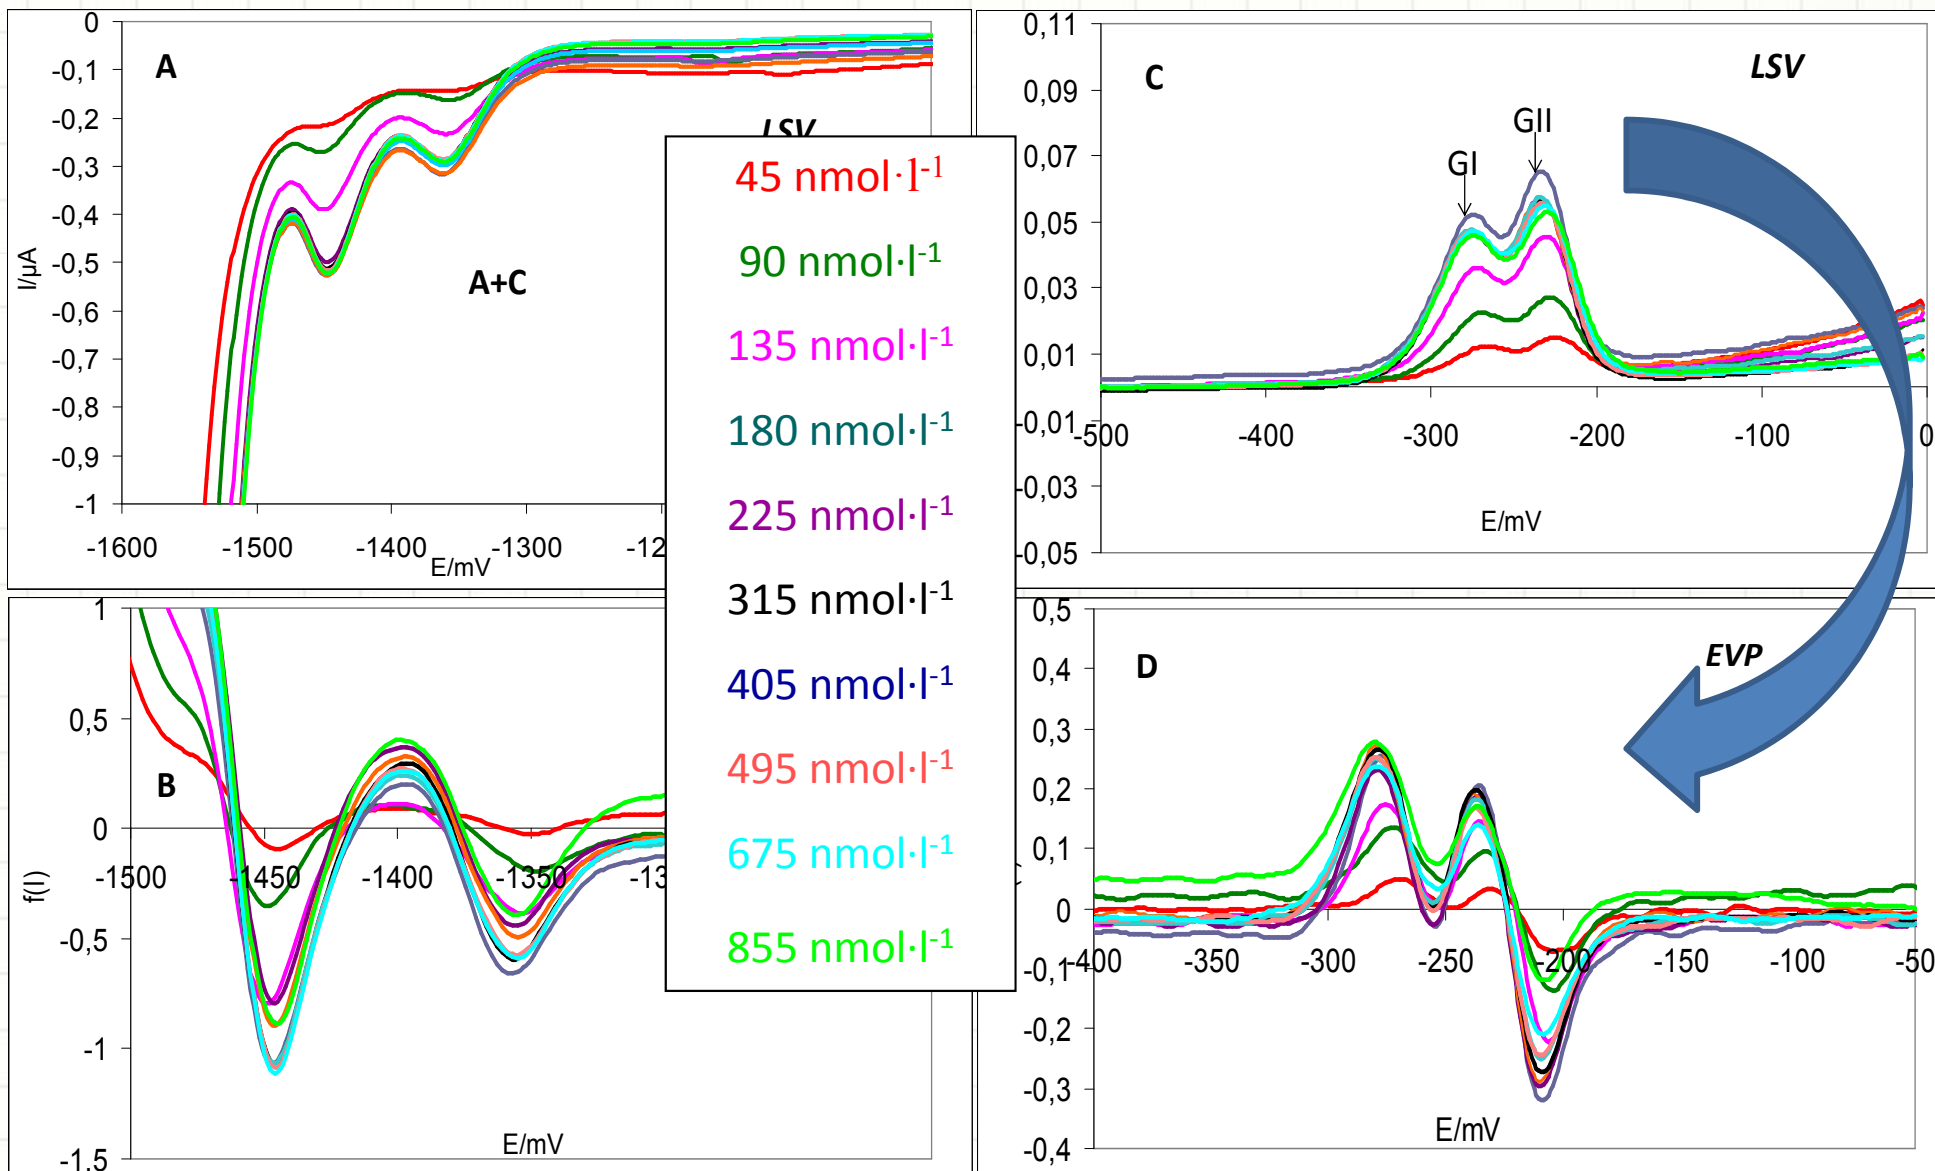 A
LSV
A+C
I/µA
0
-0,1
-0,2
-0,3
-0,4
-0,5
-0,6
-0,7
-0,8
-0,9
-1
-1600 -1500 -1400 -1300 -12
E/mV
C
LSV
GI
GII
0,11
0,09
0,07
0,05
0,03
0,01
-0,01
-0,03
-0,05
-500 -400 -300 -200 -100 0
E/mV
45 nmol·l-1
90 nmol·l-1
135 nmol·l-1
180 nmol·l-1
225 nmol·l-1
315 nmol·l-1
405 nmol·l-1
495 nmol·l-1
675 nmol·l-1
855 nmol·l-1
B
f(I)
1
0,5
0
-0,5
-1
-1,5
-1500 -1450 -1400 -1350 -13
E/mV
D
EVP
0,5
0,4
0,3
0,2
0,1
0
-0,1
-0,2
-0,3
-0,4
-400 -350 -300 -250 -200 -150 -100 -50
E/mV